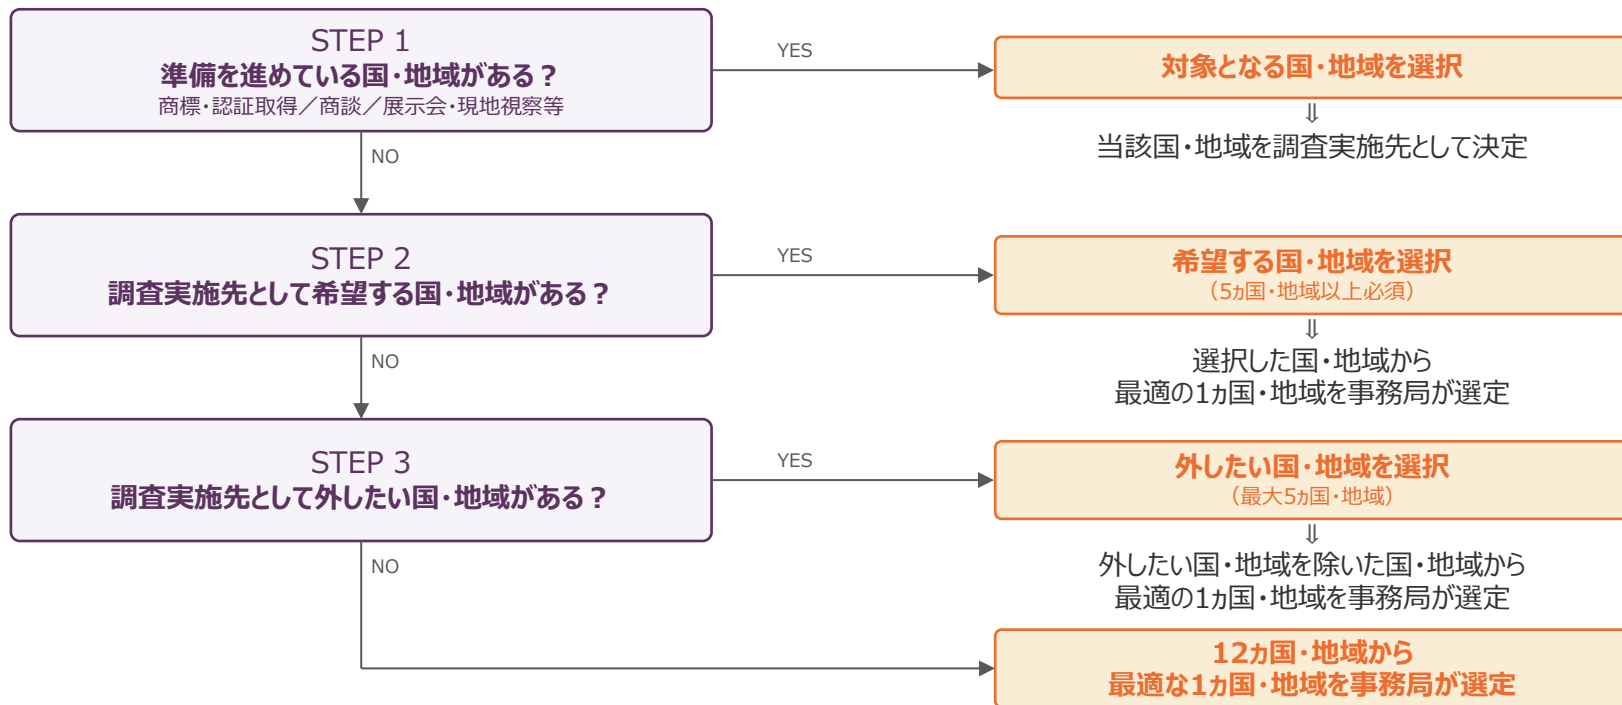 STEP 1
準備を進めている国・地域がある？
商標・認証取得／商談／展示会・現地視察等
YES
対象となる国・地域を選択
⇓
当該国・地域を調査実施先として決定
NO
STEP 2
調査実施先として希望する国・地域がある？
YES
希望する国・地域を選択
（5ヵ国・地域以上必須）
⇓
選択した国・地域から
最適の1ヵ国・地域を事務局が選定
NO
STEP 3
調査実施先として外したい国・地域がある？
YES
外したい国・地域を選択
（最大5ヵ国・地域）
⇓
外したい国・地域を除いた国・地域から
最適の1ヵ国・地域を事務局が選定
NO
12ヵ国・地域から
最適な1ヵ国・地域を事務局が選定